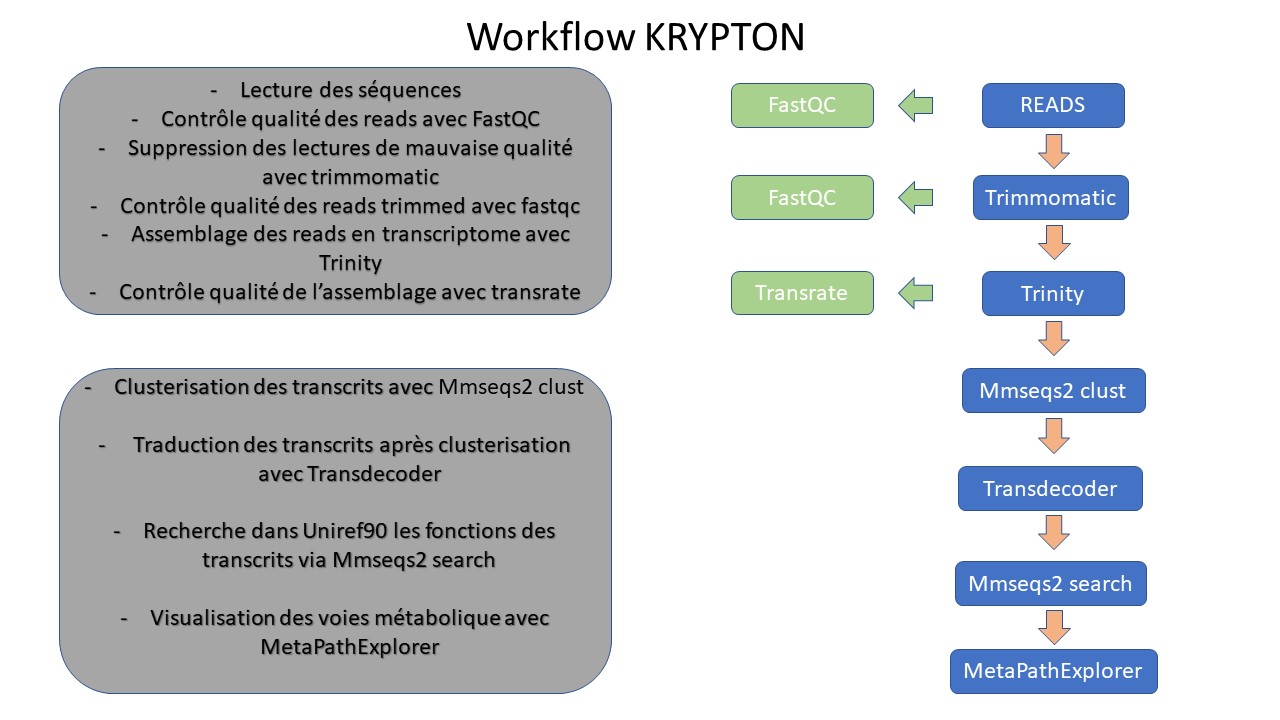 Workflow KRYPTON
- Lecture des séquences
- Contrôle qualité des reads avec FastQC
- Suppression des lectures de mauvaise qualité
avec trimmomatic
- Contrôle qualité des reads trimmed avec fastqc
- Assemblage des reads en transcriptome avec
Trinity
- Contrôle qualité de l’assemblage avec transrate
- Clusterisation des transcrits avec Mmseqs2 clust
- Traduction des transcrits après clusterisation
avec Transdecoder
- Recherche dans Uniref90 les fonctions des
transcrits via Mmseqs2 search
- Visualisation des voies métabolique avec
MetaPathExplorer
FastQC
READS
FastQC
Trimmomatic
Transrate
Trinity
Mmseqs2 clust
Transdecoder
Mmseqs2 search
MetaPathExplorer